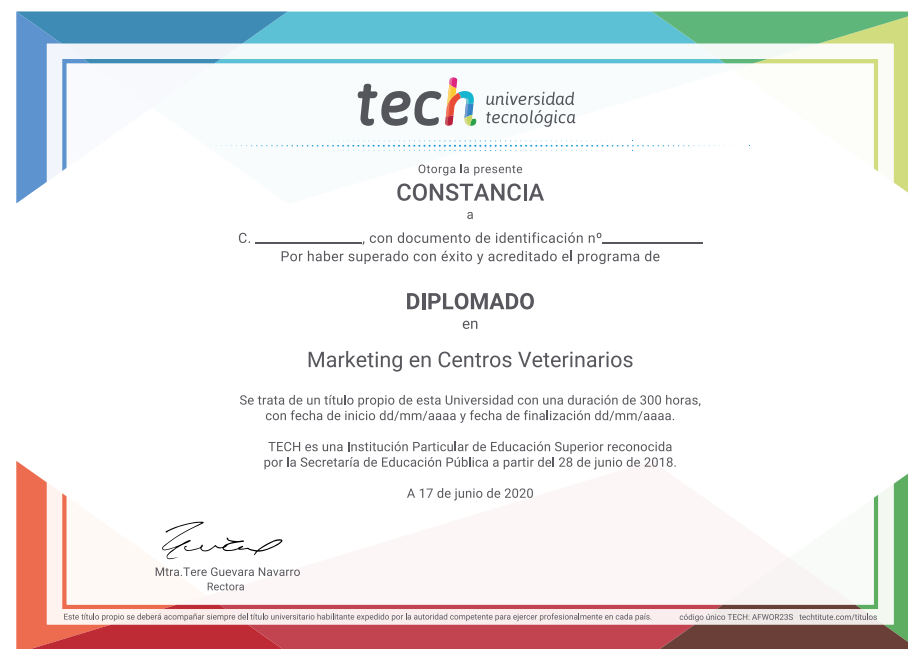 tech universidad
tecnológica
Otorga la presente
CONSTANCIA
a
C. ____________, con documento de identificación nº____________
Por haber superado con éxito y acreditado el programa de
DIPLOMADO
en
Marketing en Centros Veterinarios
Se trata de un título propio de esta Universidad con una duración de 300 horas,
con fecha de inicio dd/mm/aaaa y fecha de finalización dd/mm/aaaa.
TECH es una Institución Particular de Educación Superior reconocida
por la Secretaría de Educación Pública a partir del 28 de junio de 2018.
A 17 de junio de 2020
Mtra.Tere Guevara Navarro
Rectora
Este título propio se deberá acompañar siempre del título universitario habilitante expedido por la autoridad competente para ejercer profesionalmente en cada país. código único TECH: AFWOR23S techtitute.com/titulos